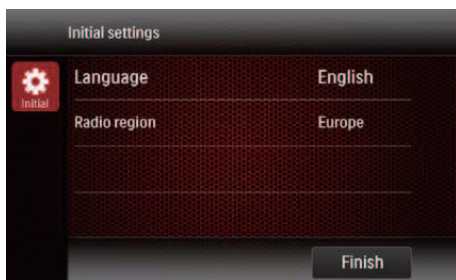 Initial settings
Language English
Initial
Radio region Europe
Finish